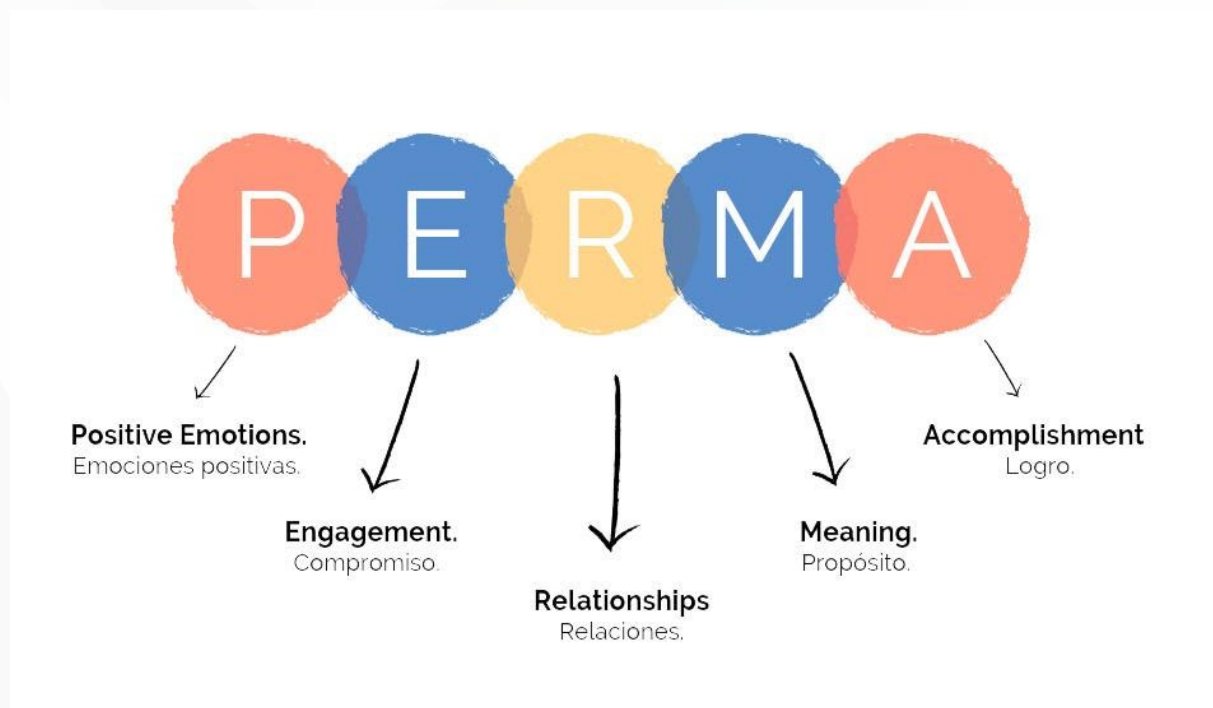 P E R M A
Positive Emotions.
Emociones positivas.
Engagement.
Compromiso.
Relationships
Relaciones.
Meaning.
Propósito.
Accomplishment
Logro.